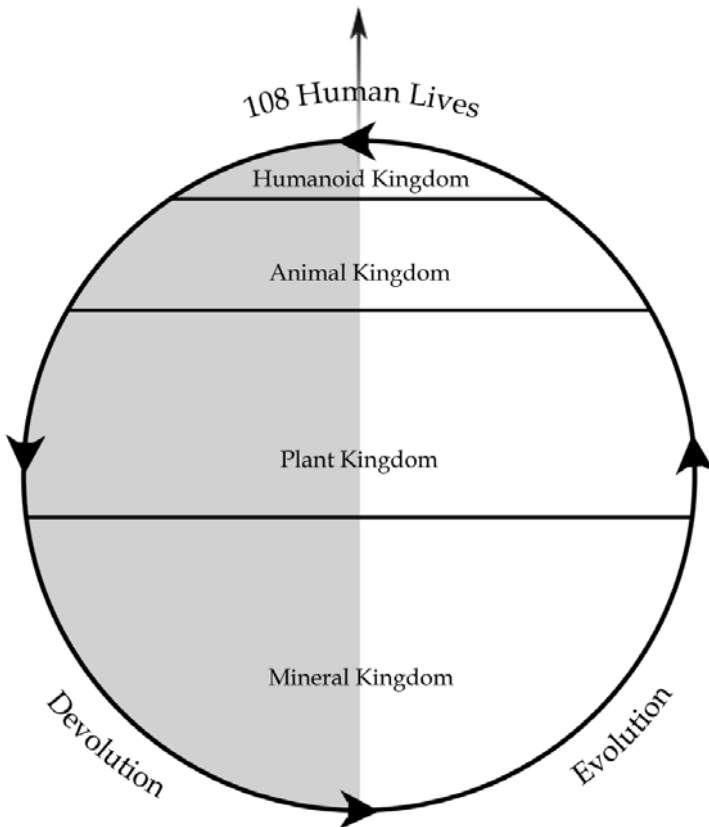 108 Human Lives
Humanoid Kingdom
Animal Kingdom
Plant Kingdom
Mineral Kingdom
Devolution
Evolution